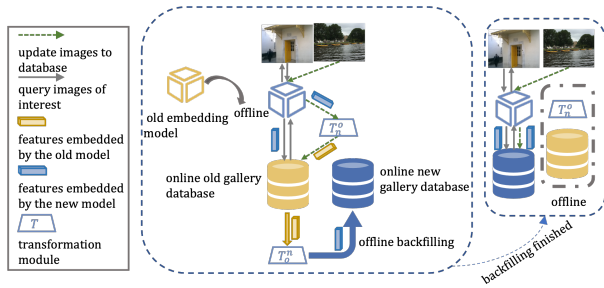 update images to
database
query images of
interest
features embedded
by the old model
features embedded
by the new model
T
transformation
module
old embedding
model
offline
T_n^o
online old gallery
database
online new
gallery database
offline backfilling
T_o^n
T_n^o
offline
backfilling finished